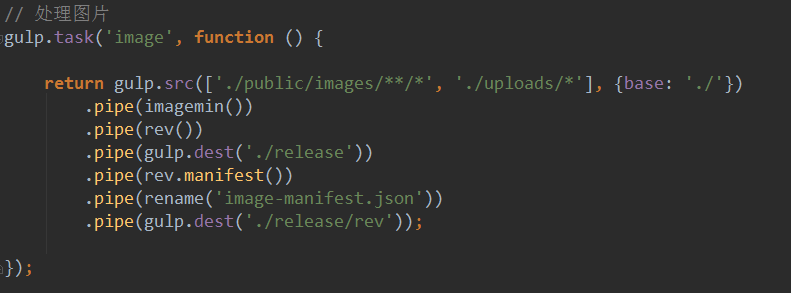 // 处理图片
gulp.task('image', function () {
return gulp.src(['./public/images/**/*', './uploads/*'], {base: './'})
.pipe(imagemin())
.pipe(rev())
.pipe(gulp.dest('./release'))
.pipe(rev.manifest())
.pipe(rename('image-manifest.json'))
.pipe(gulp.dest('./release/rev'));
});